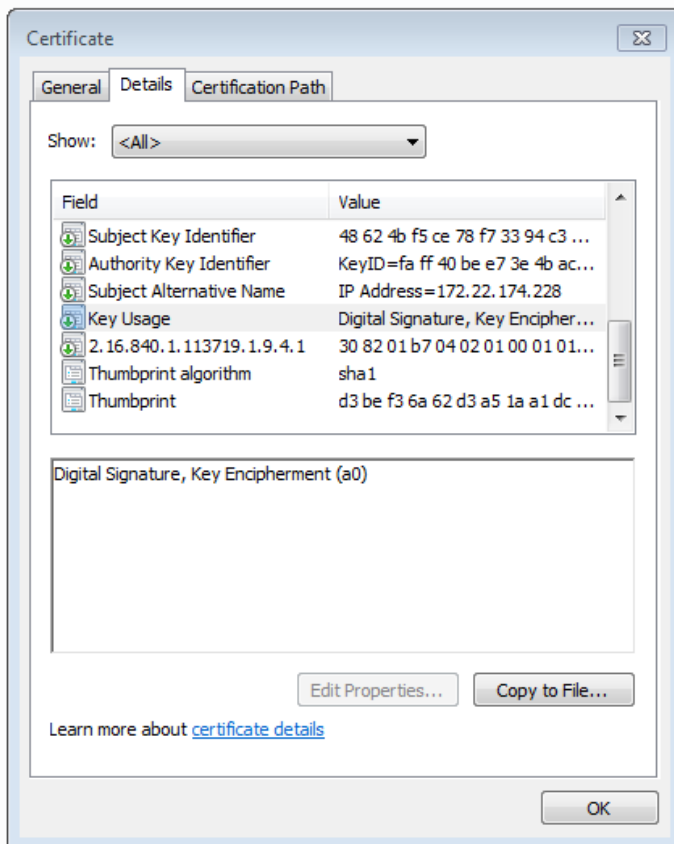 Certificate
General Details Certification Path
Show: <All>
Field Value
Subject Key Identifier 48 62 4b f5 ce 78 f7 33 94 c3 ...
Authority Key Identifier KeyID=fa ff 40 be e7 3e 4b ac...
Subject Alternative Name IP Address=172.22.174.228
Key Usage Digital Signature, Key Encipher...
2.16.840.1.113719.1.9.4.1 30 82 01 b7 04 02 01 00 01 01...
Thumbprint algorithm sha1
Thumbprint d3 be f3 6a 62 d3 a5 1a a1 dc ...
Digital Signature, Key Encipherment (a0)
Edit Properties... Copy to File...
Learn more about certificate details
OK